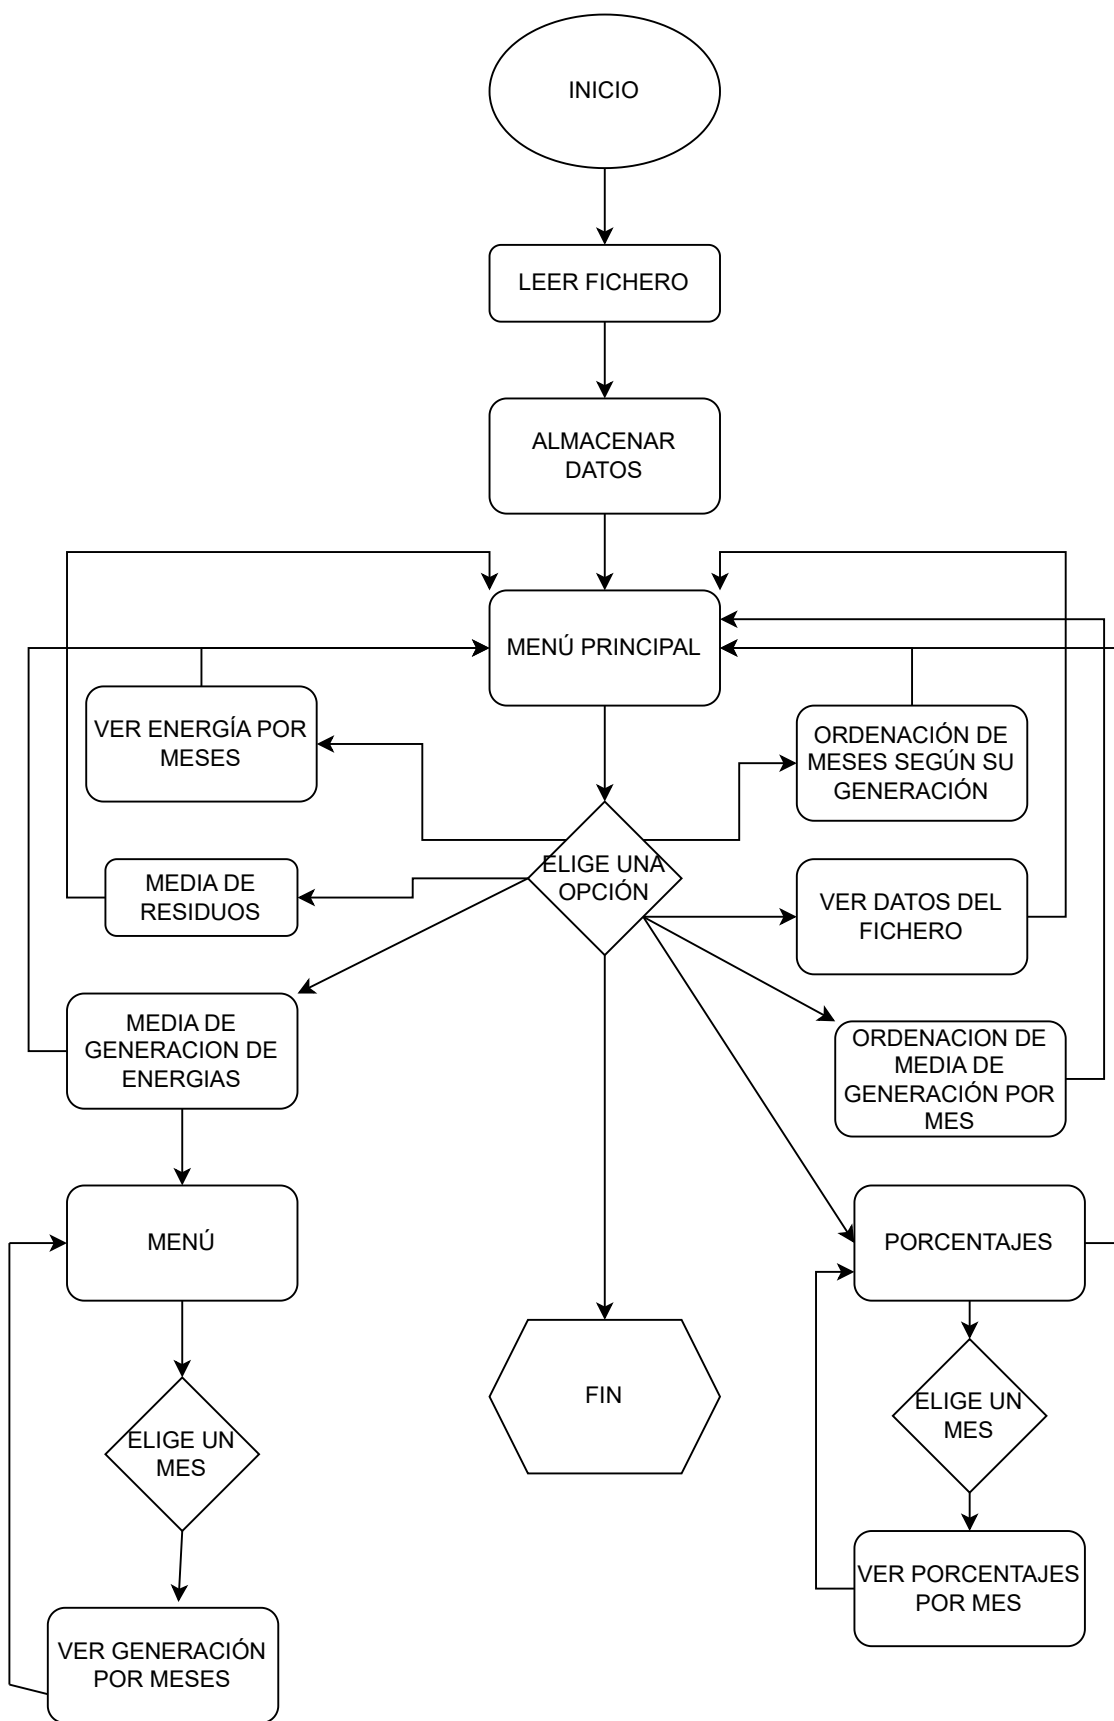 INICIO
LEER FICHERO
ALMACENAR
DATOS
MENÚ PRINCIPAL
VER ENERGÍA POR
MESES
ORDENACIÓN DE
MESES SEGÚN SU
GENERACIÓN
ELIGE UNA
OPCIÓN
MEDIA DE
RESIDUOS
VER DATOS DEL
FICHERO
MEDIA DE
GENERACION DE
ENERGIAS
ORDENACION DE
MEDIA DE
GENERACIÓN POR
MES
MENÚ
PORCENTAJES
FIN
ELIGE UN
MES
ELIGE UN
MES
VER PORCENTAJES
POR MES
VER GENERACIÓN
POR MESES